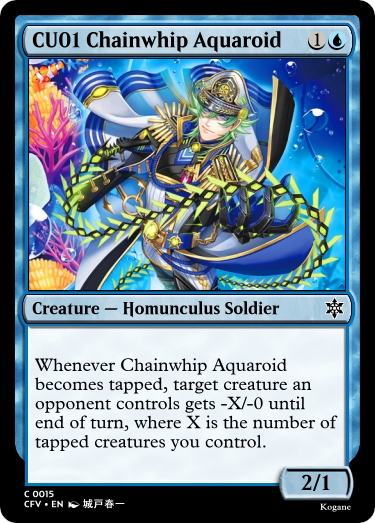 CU01 Chainwhip Aquaroid 1
Creature — Homunculus Soldier
Whenever Chainwhip Aquaroid
becomes tapped, target creature an
opponent controls gets -X/-0 until
end of turn, where X is the number of
tapped creatures you control.
2/1
C 0015
CFV • EN 城戸春一
Kogane